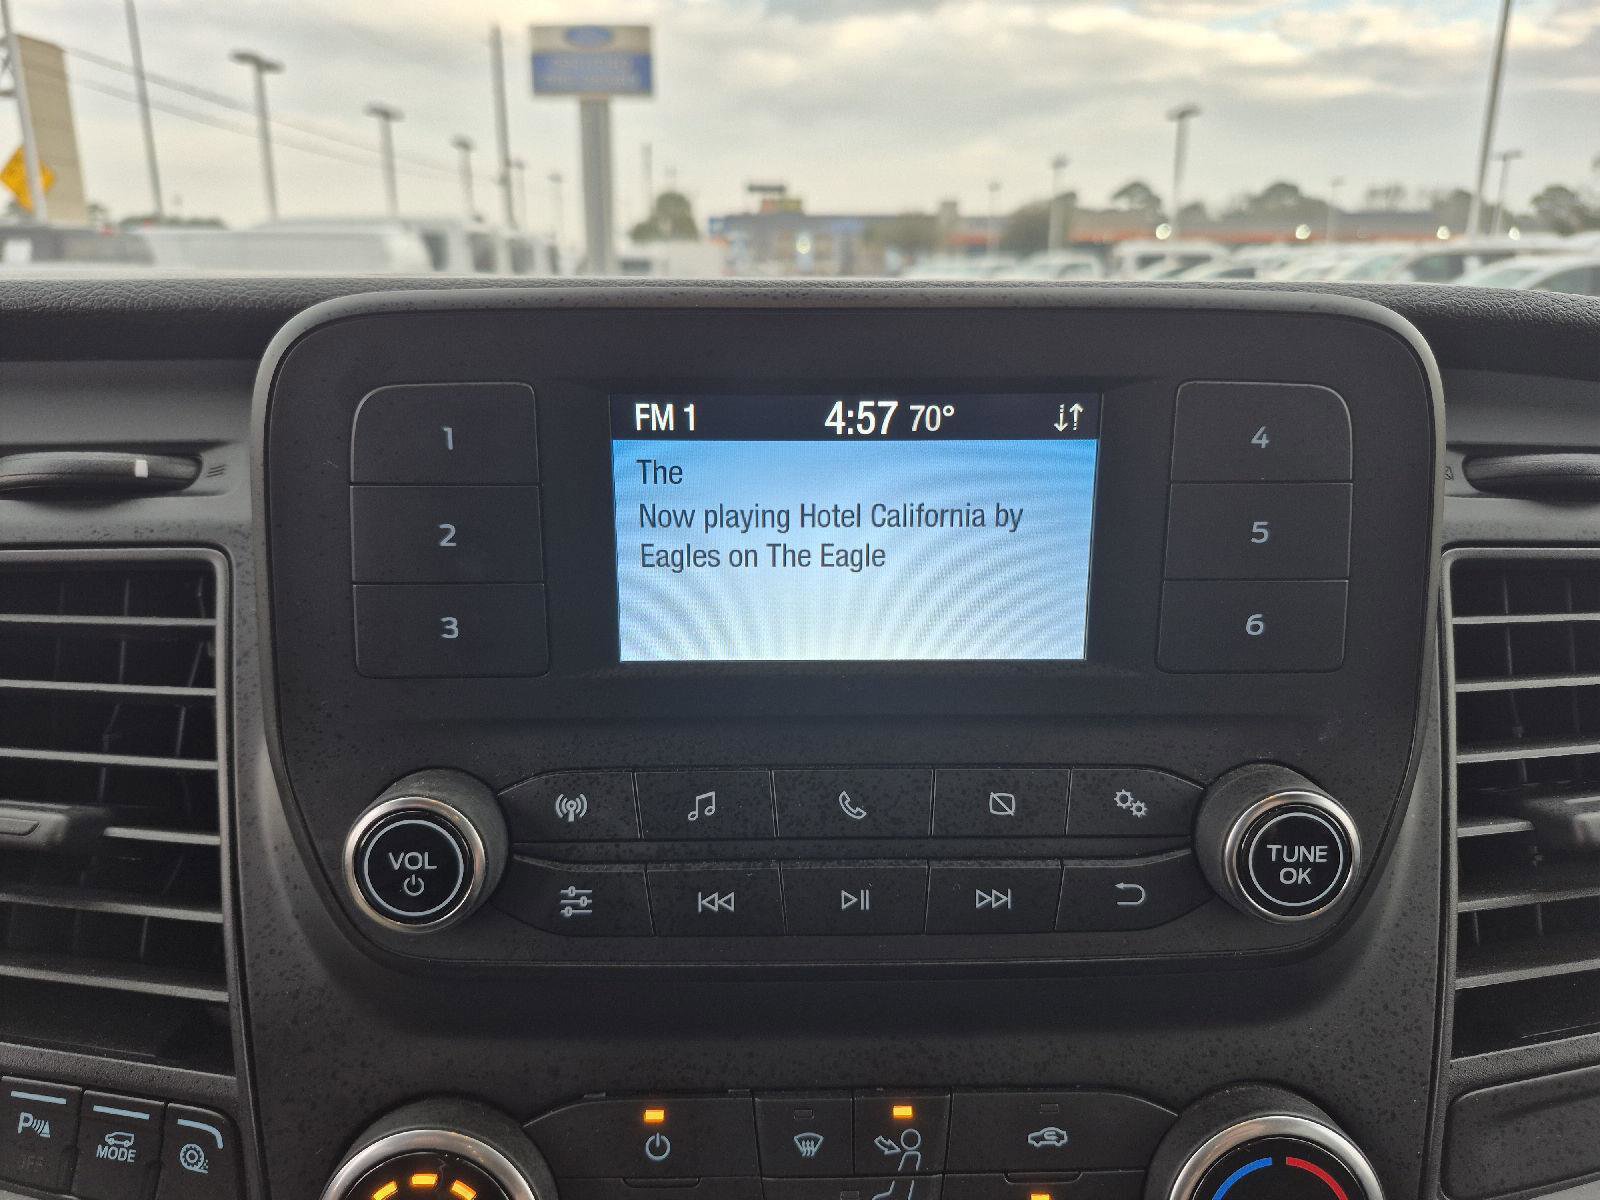 FM 1 4:57 70°
The
Now playing Hotel California by
Eagles on The Eagle
1
2
3
4
5
6
VOL
TUNE
OK
P
OFF
MODE